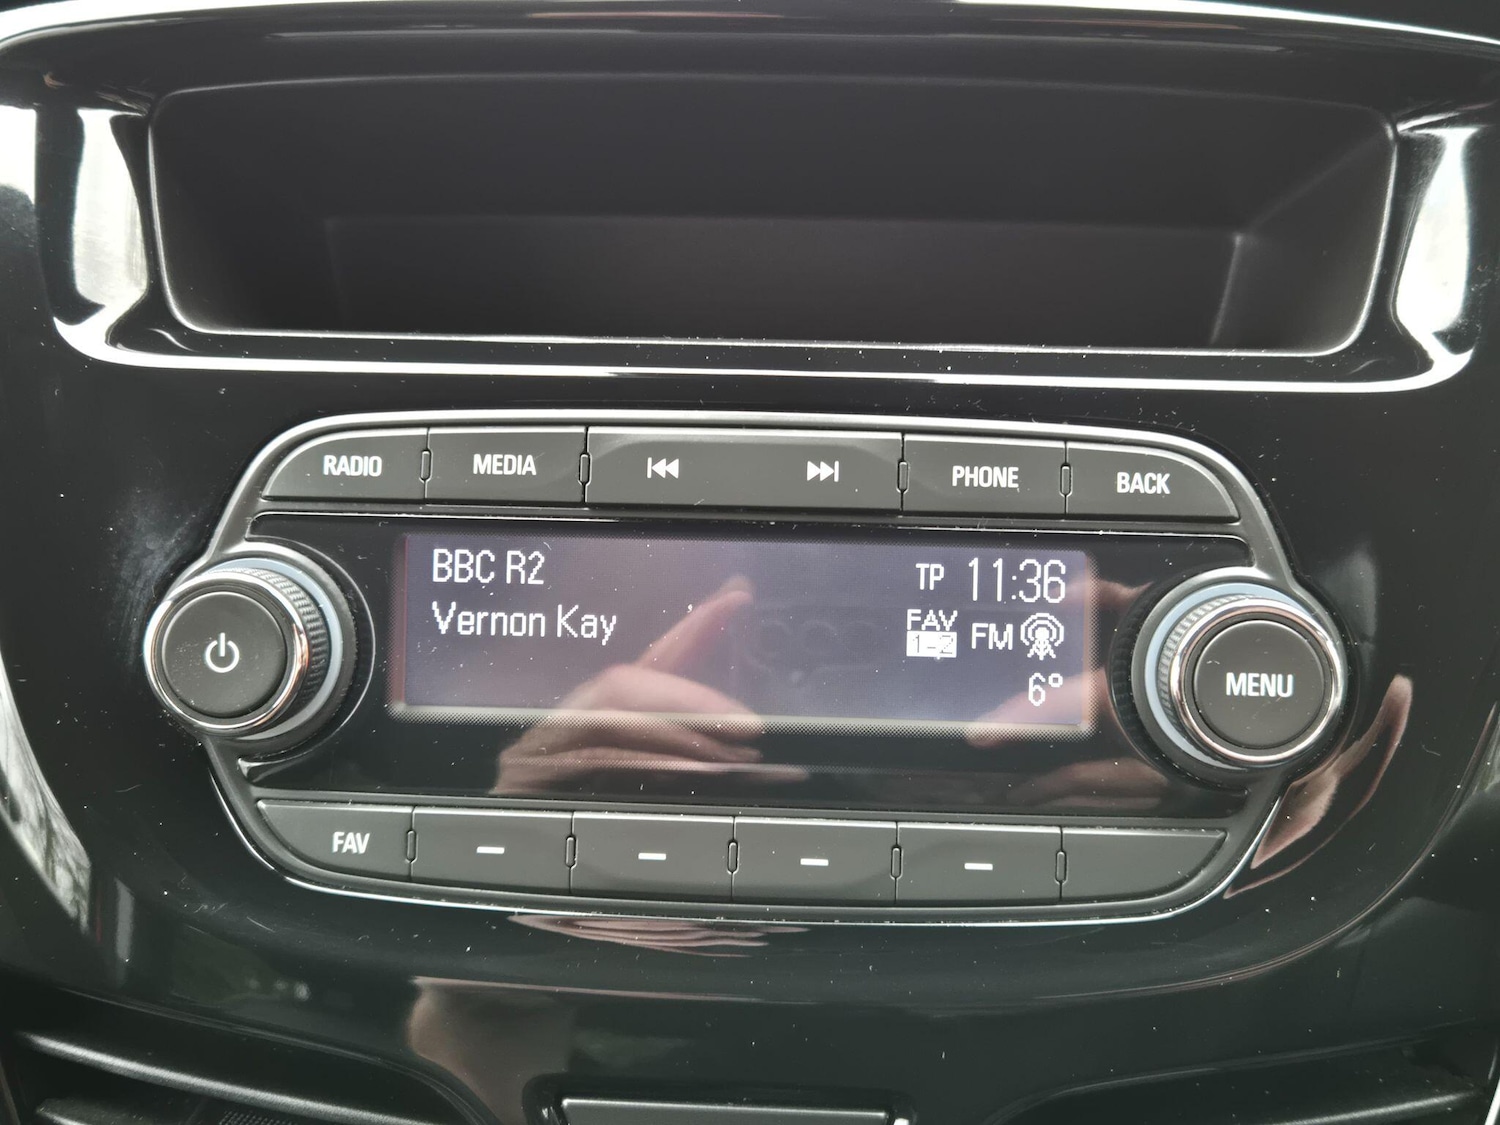 RADIO MEDIA PHONE BACK
BBC R2 TP 11:36
Vernon Kay FAV
1-2 FM
6°
MENU
FAV